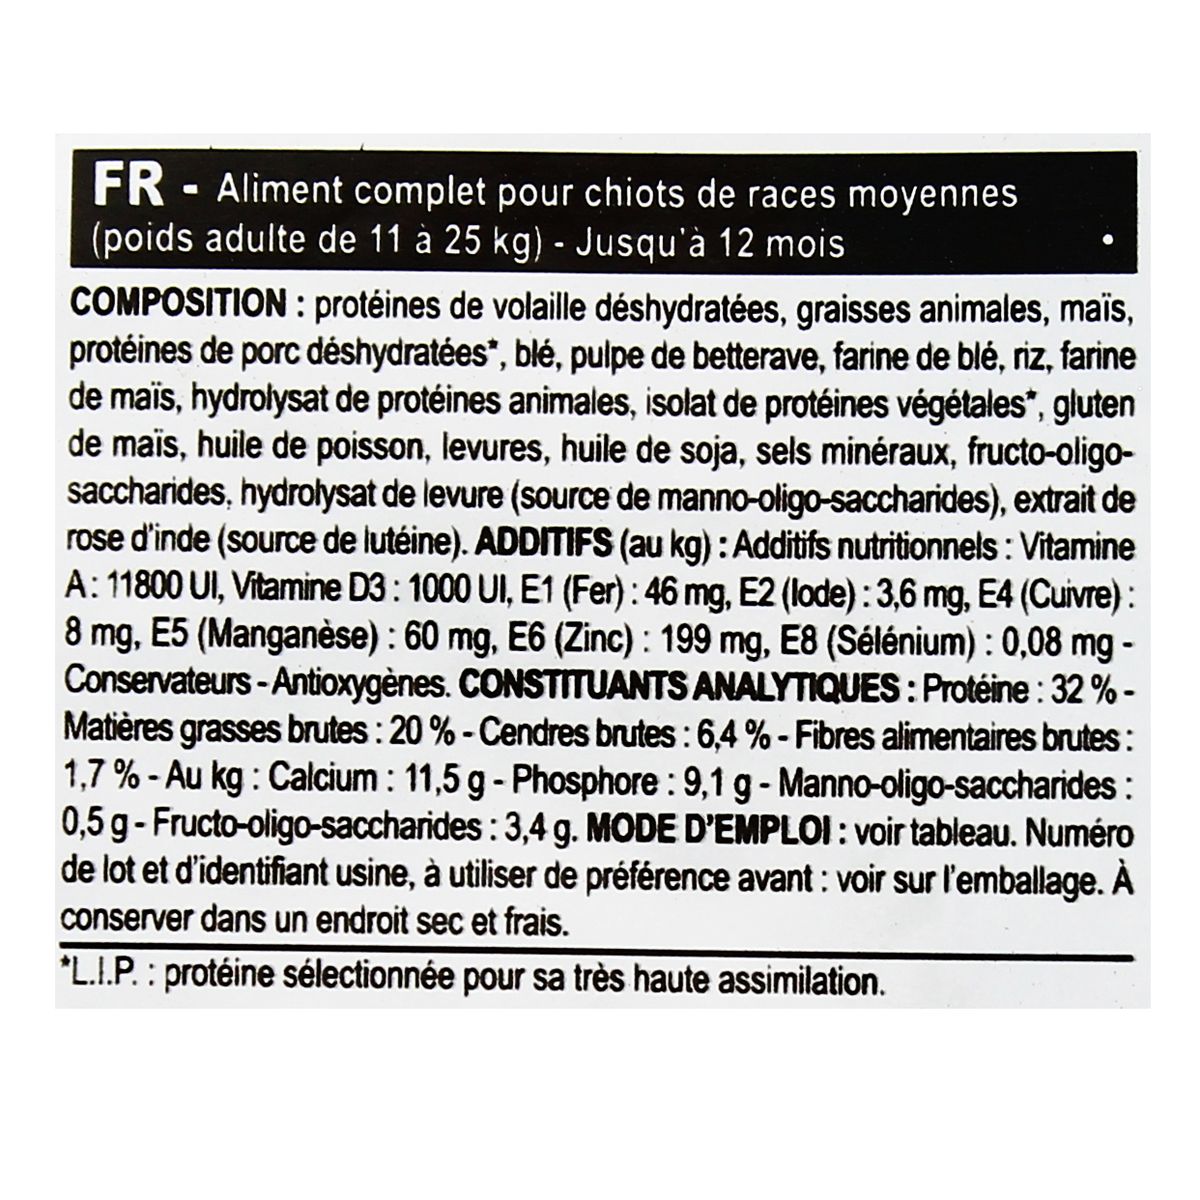 FR - Aliment complet pour chiots de races moyennes
(poids adulte de 11 à 25 kg) - Jusqu'à 12 mois
COMPOSITION : protéines de volaille déshydratées, graisses animales, maïs,
protéines de porc déshydratées*, blé, pulpe de betterave, farine de blé, riz, farine
de maïs, hydrolysat de protéines animales, isolat de protéines végétales*, gluten
de maïs, huile de poisson, levures, huile de soja, sels minéraux, fructo-oligo-
saccharides, hydrolysat de levure (source de manno-oligo-saccharides), extrait de
rose d'inde (source de lutéine). ADDITIFS (au kg) : Additifs nutritionnels : Vitamine
A : 11800 UI, Vitamine D3 : 1000 UI, E1 (Fer) : 46 mg, E2 (Iode) : 3,6 mg, E4 (Cuivre) :
8 mg, E5 (Manganèse) : 60 mg, E6 (Zinc) : 199 mg, E8 (Sélénium) : 0,08 mg -
Conservateurs - Antioxygènes. CONSTITUANTS ANALYTIQUES : Protéine : 32 % -
Matières grasses brutes : 20 % - Cendres brutes : 6,4 % - Fibres alimentaires brutes :
1,7 % - Au kg : Calcium : 11,5 g - Phosphore : 9,1 g - Manno-oligo-saccharides :
0,5 g - Fructo-oligo-saccharides : 3,4 g. MODE D'EMPLOI : voir tableau. Numéro
de lot et d'identifiant usine, à utiliser de préférence avant : voir sur l'emballage. À
conserver dans un endroit sec et frais.
*L.I.P. : protéine sélectionnée pour sa très haute assimilation.